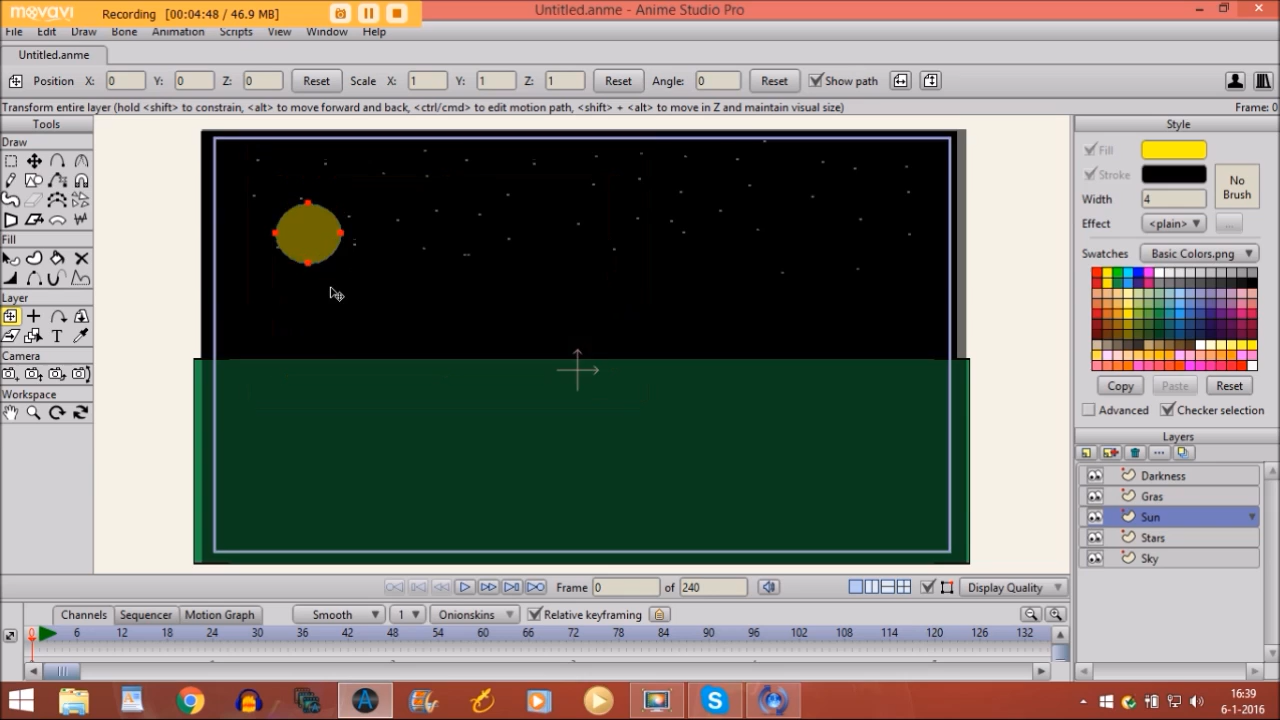 movavi
Recording [00:04:48 / 46.9 MB]
Untitled.anme - Anime Studio Pro
File Edit Draw Bone Animation Scripts View Window Help
Untitled.anme
Position X: 0 Y: 0 Z: 0 Reset Scale X: 1 Y: 1 Z: 1 Reset Angle: 0 Reset Show path
Transform entire layer (hold <shift> to constrain, <alt> to move forward and back, <ctrl/cmd> to edit motion path, <shift> + <alt> to move in Z and maintain visual size) Frame: 0
Tools
Draw
Fill
Layer
T
Camera
Workspace
Style
Fill
Stroke
Width 4
No
Brush
Effect <plain> ...
Swatches Basic Colors.png
Copy Paste Reset
Advanced Checker selection
Layers
Darkness
Gras
Sun
Stars
Sky
Frame 0 of 240 Display Quality
Channels Sequencer Motion Graph Smooth 1 Onionskins Relative keyframing
0 6 12 18 24 30 36 42 48 54 60 66 72 78 84 90 96 102 108 114 120 126 132
16:39
6-1-2016